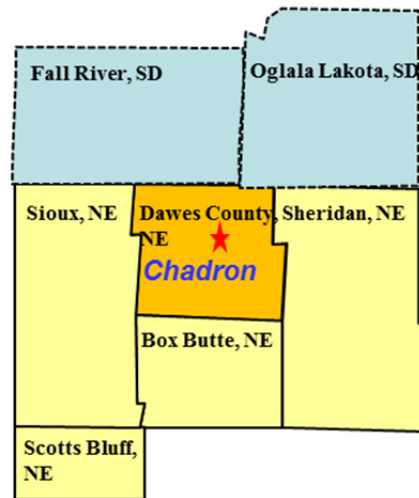 Fall River, SD
Oglala Lakota, SD
Sioux, NE
Dawes County,
NE
Sheridan, NE
Chadron
Box Butte, NE
Scotts Bluff,
NE